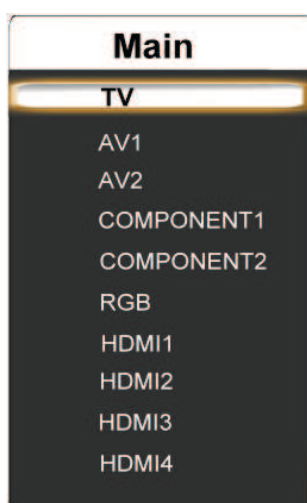 Main
TV
AV1
AV2
COMPONENT1
COMPONENT2
RGB
HDMI1
HDMI2
HDMI3
HDMI4